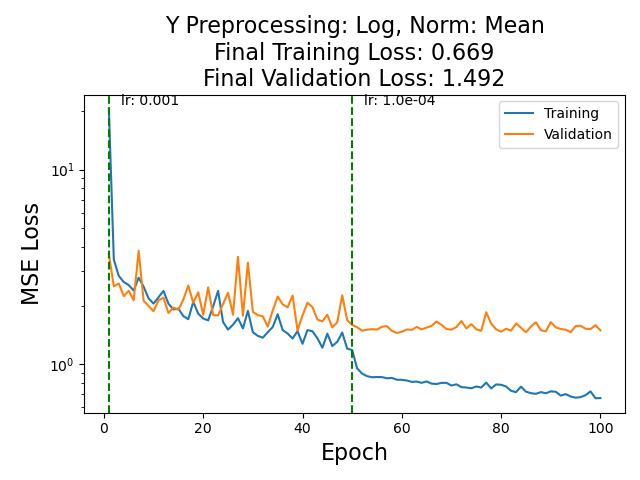 Y Preprocessing: Log, Norm: Mean
Final Training Loss: 0.669
Final Validation Loss: 1.492
lr: 0.001
lr: 1.0e-04
Training
Validation
10¹
10⁰
MSE Loss
0
20
40
60
80
100
Epoch